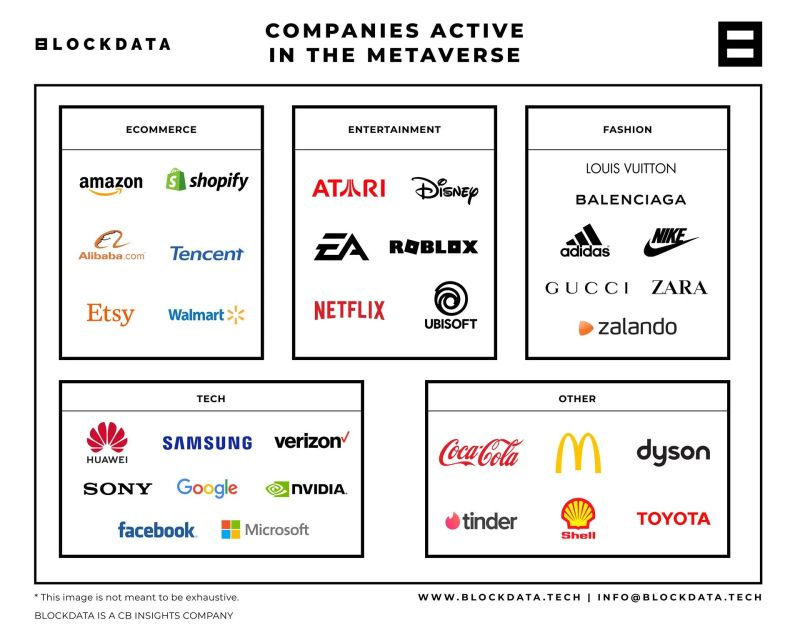 BLOCKDATA
COMPANIES ACTIVE
IN THE METAVERSE
ECOMMERCE
amazon
shopify
Alibaba.com
Tencent
Etsy
Walmart
ENTERTAINMENT
ATARI
Disney
EA
ROBLOX
NETFLIX
UBISOFT
FASHION
LOUIS VUITTON
BALENCIAGA
adidas
NIKE
GUCCI
ZARA
zalando
TECH
HUAWEI
SAMSUNG
verizon
SONY
Google
NVIDIA.
facebook.
Microsoft
OTHER
Coca-Cola
dyson
tinder
Shell
TOYOTA
* This image is not meant to be exhaustive.
WWW.BLOCKDATA.TECH | INFO@BLOCKDATA.TECH
BLOCKDATA IS A CB INSIGHTS COMPANY